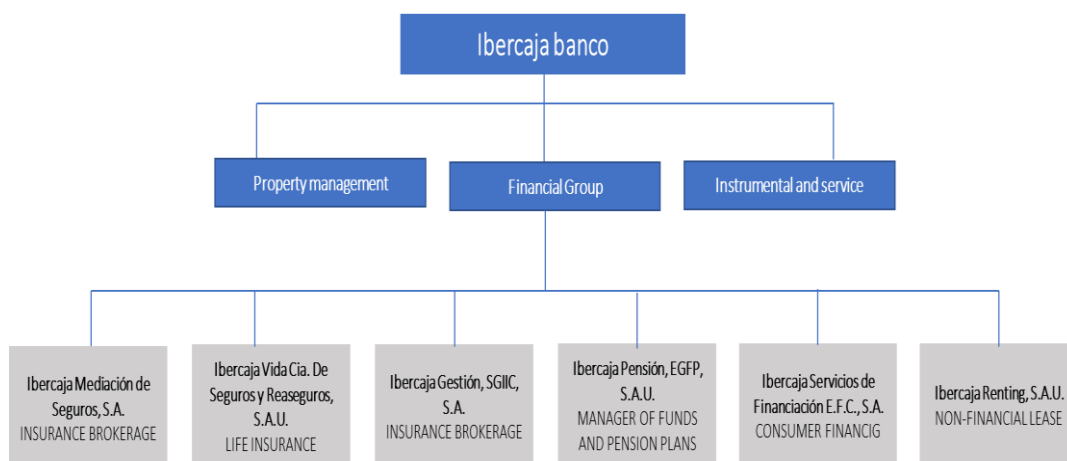 Ibercaja banco
Property management
Financial Group
Instrumental and service
Ibercaja Mediación de
Seguros, S.A.
INSURANCE BROKERAGE
Ibercaja Vida Cia. De
Seguros y Reaseguros,
S.A.U.
LIFE INSURANCE
Ibercaja Gestión, SGIIC,
S.A.
INSURANCE BROKERAGE
Ibercaja Pensión, EGFP,
S.A.U.
MANAGER OF FUNDS
AND PENSION PLANS
Ibercaja Servicios de
Financiación E.F.C., S.A.
CONSUMER FINANCIG
Ibercaja Renting, S.A.U.
NON-FINANCIAL LEASE